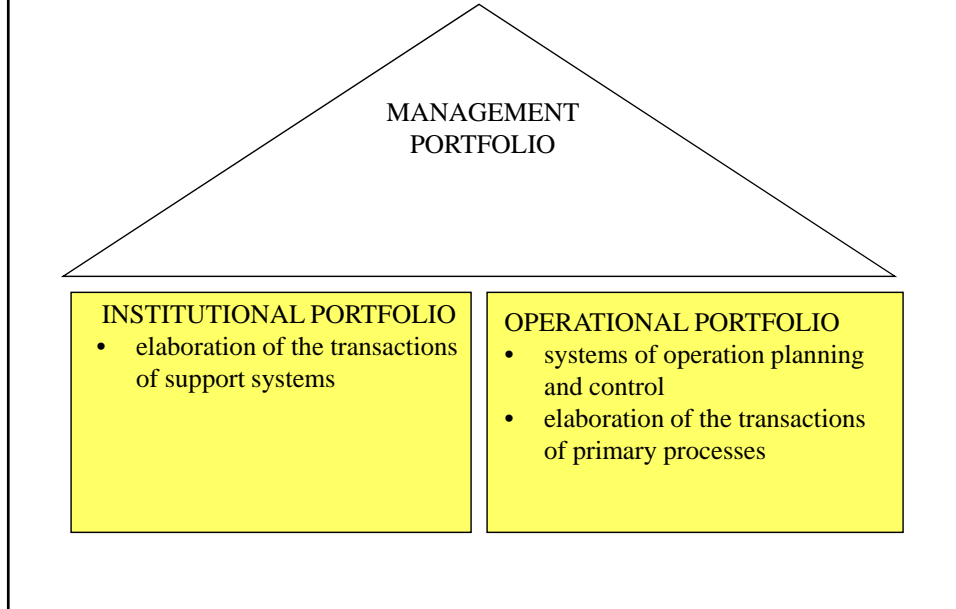 MANAGEMENT
PORTFOLIO
INSTITUTIONAL PORTFOLIO
• elaboration of the transactions
of support systems
OPERATIONAL PORTFOLIO
• systems of operation planning
and control
• elaboration of the transactions
of primary processes